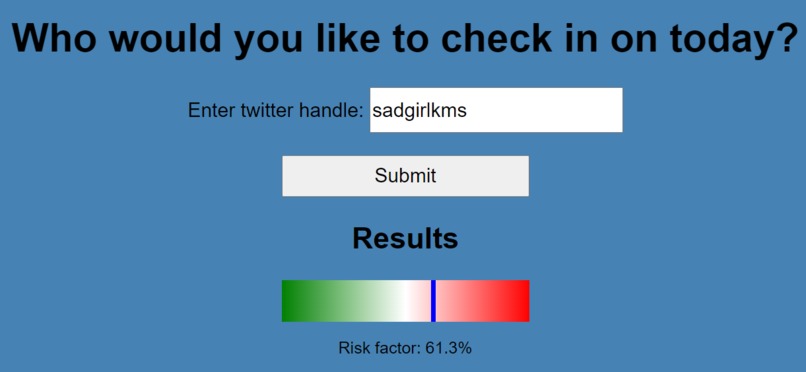 Who would you like to check in on today?
Enter twitter handle: sadgirlkms
Submit
Results
Risk factor: 61.3%